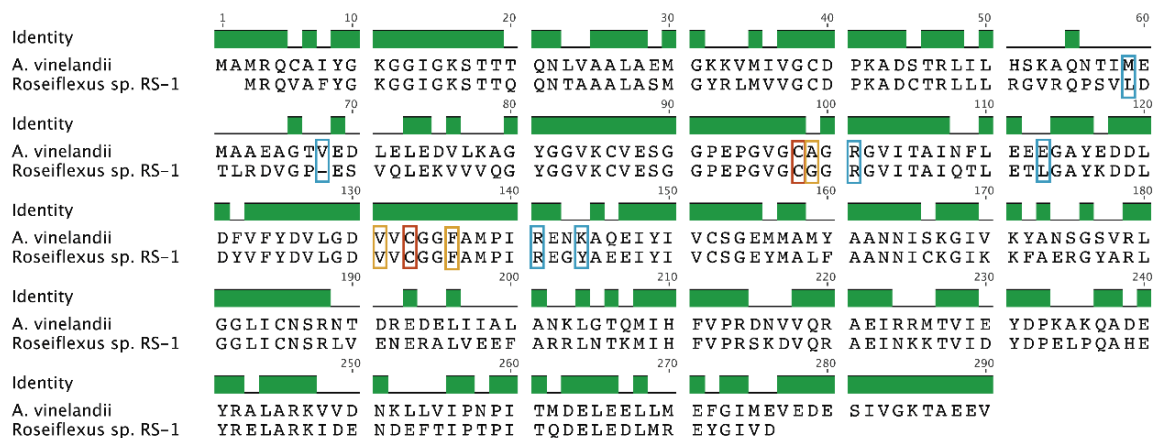 1 10 20 30 40 50 60
Identity
A. vinelandii MAMRQCAIYG KGGIGKSTTT QNLVAALAEM GKKVMIVGCD PKADSTRLIL HSKAQNTIME
Roseiflexus sp. RS-1 MRQVAFYG KGGIGKSTTQ QNTAAALASM GYRLMVVGCD PKADCTRLLL RGVRQPSVLD
70 80 90 100 110 120
Identity
A. vinelandii MAAEAGTVED LELEDVLKAG YGGVKCVESG GPEPGVGCAG RGVITAINFL EEEGAYEDDL
Roseiflexus sp. RS-1 TLRDVGP–ES VQLEKVVVQG YGGVKCVESG GPEPGVGCGG RGVITAIQTL ETLGAYKDDL
130 140 150 160 170 180
Identity
A. vinelandii DFVFYDVLGD VVCGGFAMPI RENKAQEIYI VCSGEMMAMY AANNISKGIV KYANSGSVRL
Roseiflexus sp. RS-1 DYVFYDVLGD VVCGGFAMPI REGYAEEIYI VCSGEYMALF AANNICKGIK KFAERGYARL
190 200 210 220 230 240
Identity
A. vinelandii GGLICNSRNT DREDELIIAL ANKLGTQMIH FVPRDNVVQR AEIRRMTVIE YDPKAKQADE
Roseiflexus sp. RS-1 GGLICNSRLV ENERALVEEF ARRLNTKMIH FVPRSKDVQR AEINKKTVID YDPELPQAHE
250 260 270 280 290
Identity
A. vinelandii YRALARKVVD NKLLVIPNPI TMDELEELLM EFGIMEVEDE SIVGKTAEEV
Roseiflexus sp. RS-1 YRELARKIDE NDEFTIPTPI TQDELEDLMR EYGIVD